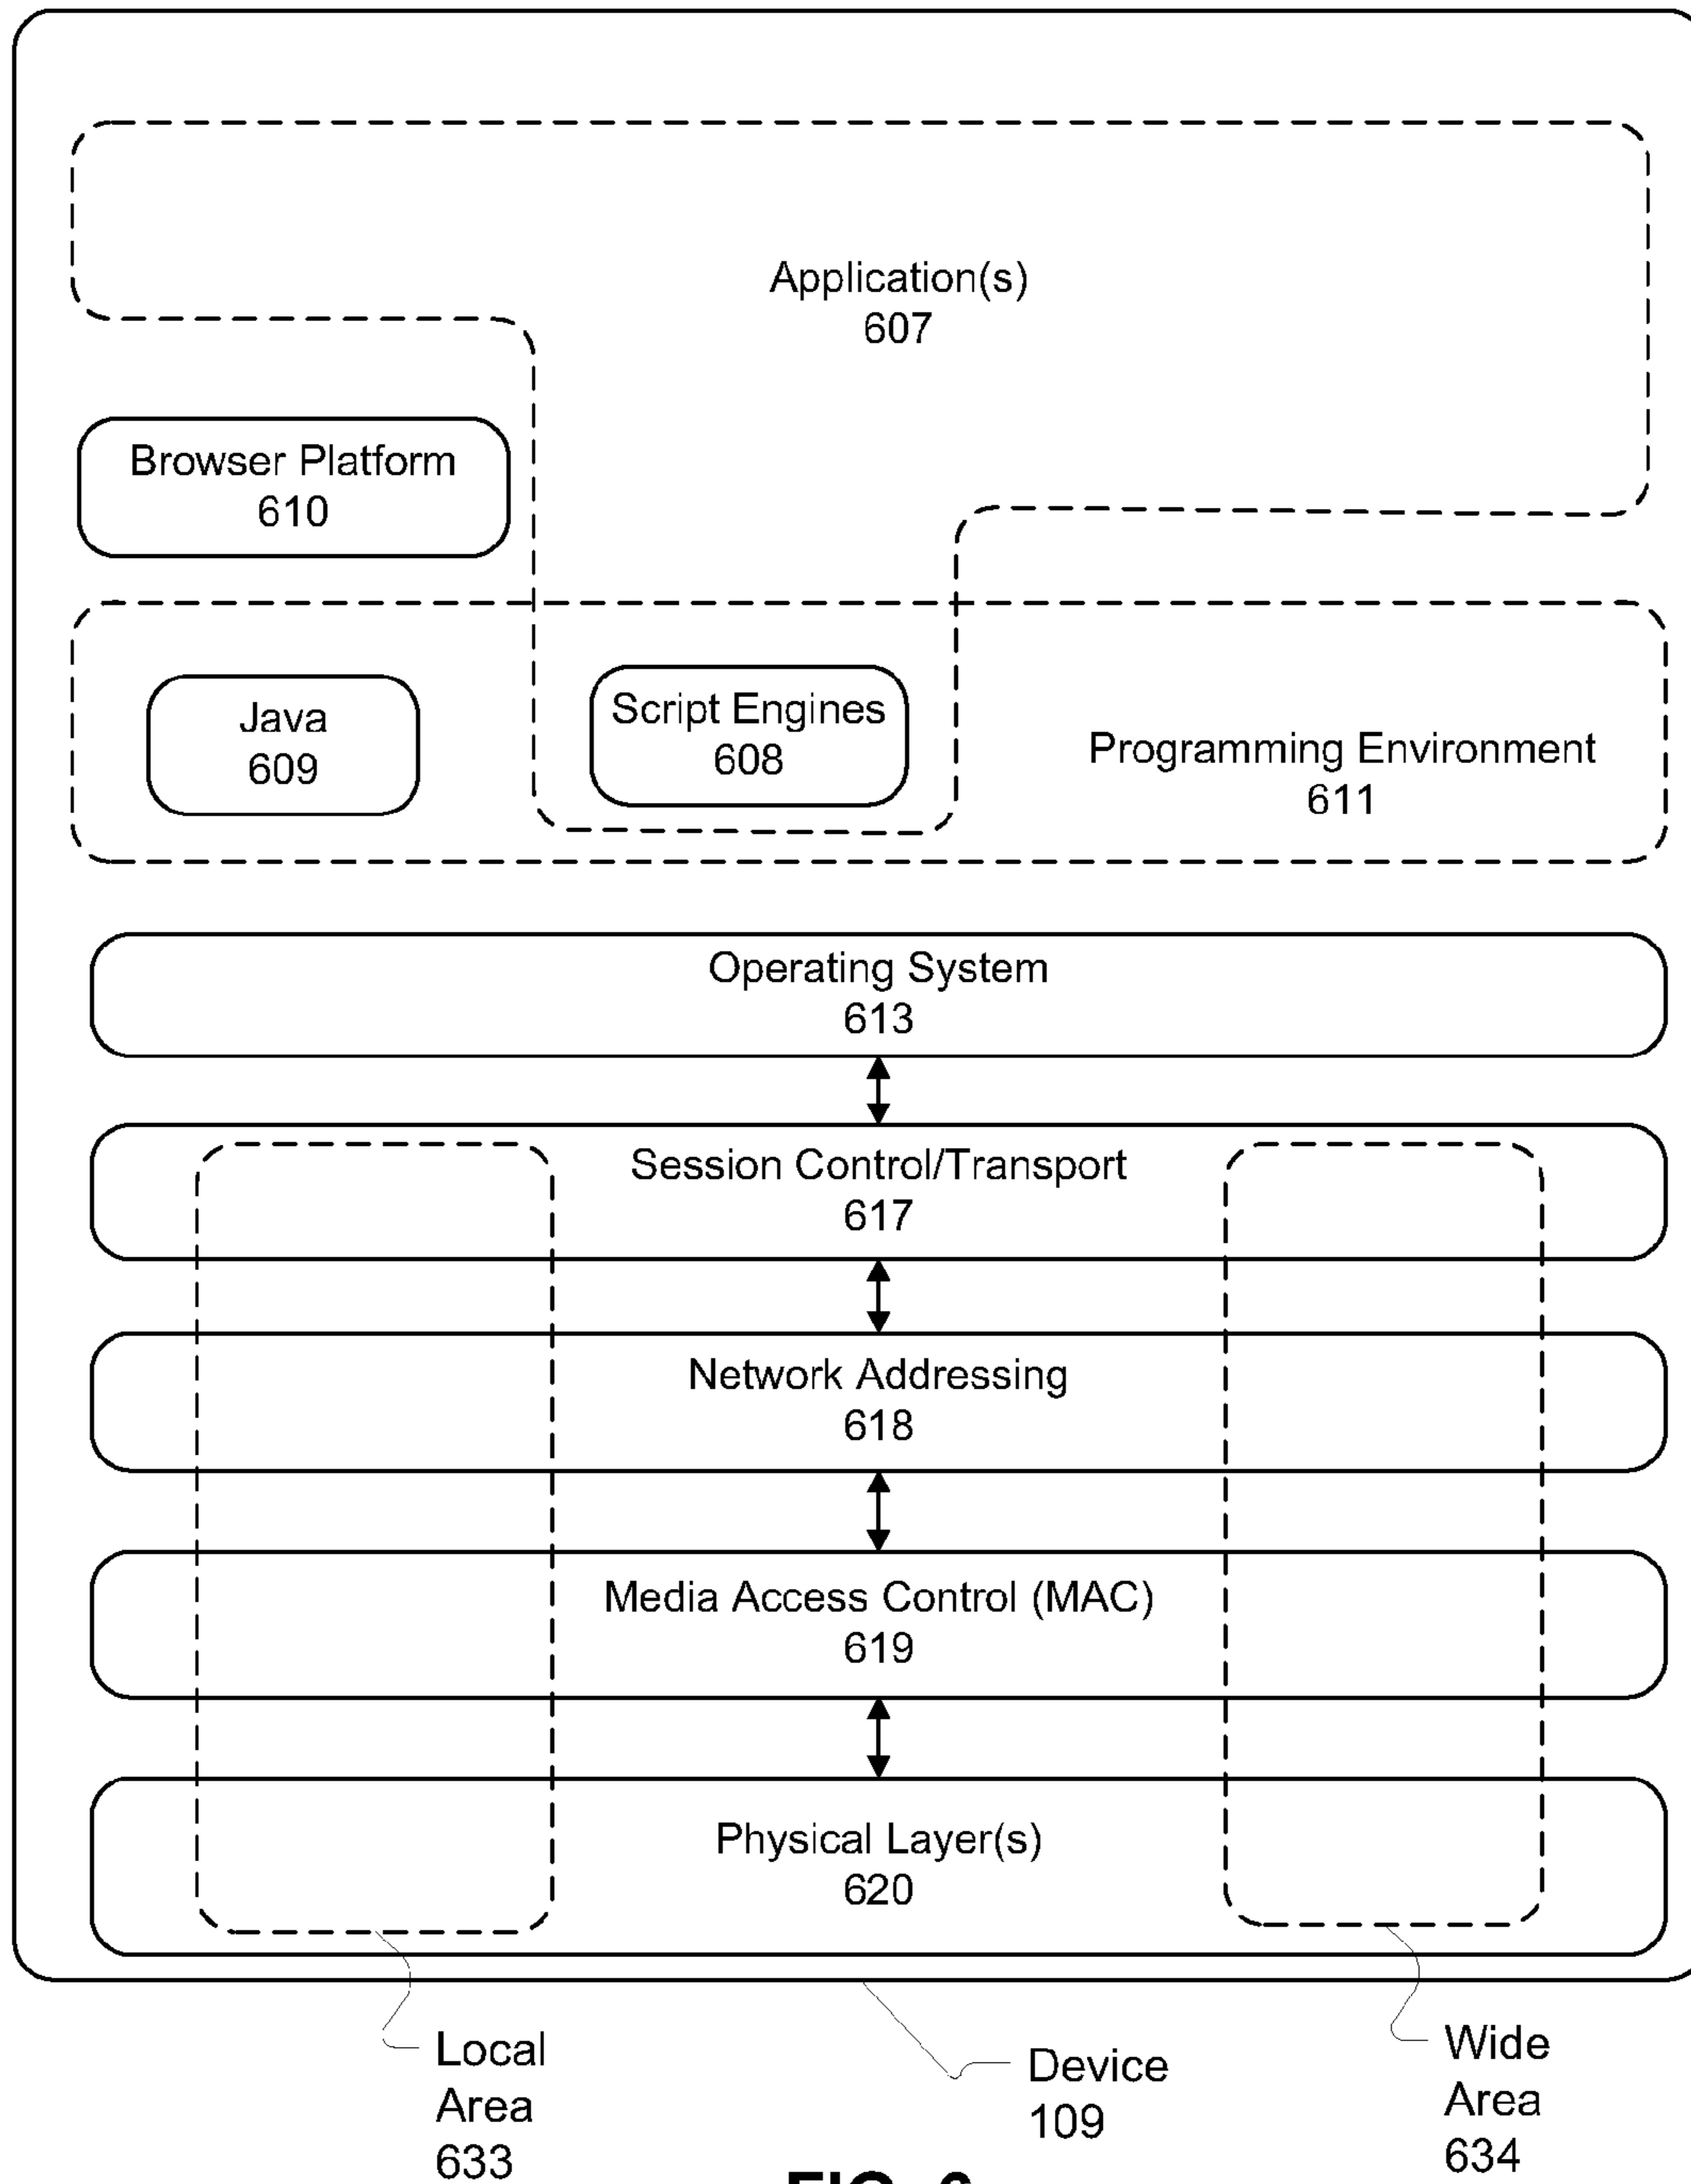 Application(s)
607
Browser Platform
610
Java
609
Script Engines
608
Programming Environment
611
Operating System
613
Session Control/Transport
617
Network Addressing
618
Media Access Control (MAC)
619
Physical Layer(s)
620
Local
Area
633
Device
109
Wide
Area
634
FIG.